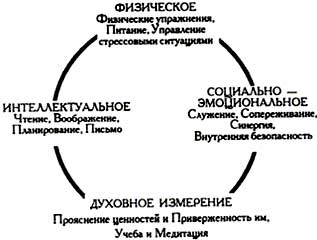 ФИЗИЧЕСКОЕ
Физические упражнения,
Питание, Управление
стрессовыми ситуациями
ИНТЕЛЛЕКТУАЛЬНОЕ
Чтение, Воображение,
Планирование, Письмо
СОЦИАЛЬНО —
ЭМОЦИОНАЛЬНОЕ
Служение, Сопереживание,
Синергия,
Внутренняя безопасность
ДУХОВНОЕ ИЗМЕРЕНИЕ
Прояснение ценностей и Приверженность им,
Учеба и Медитация